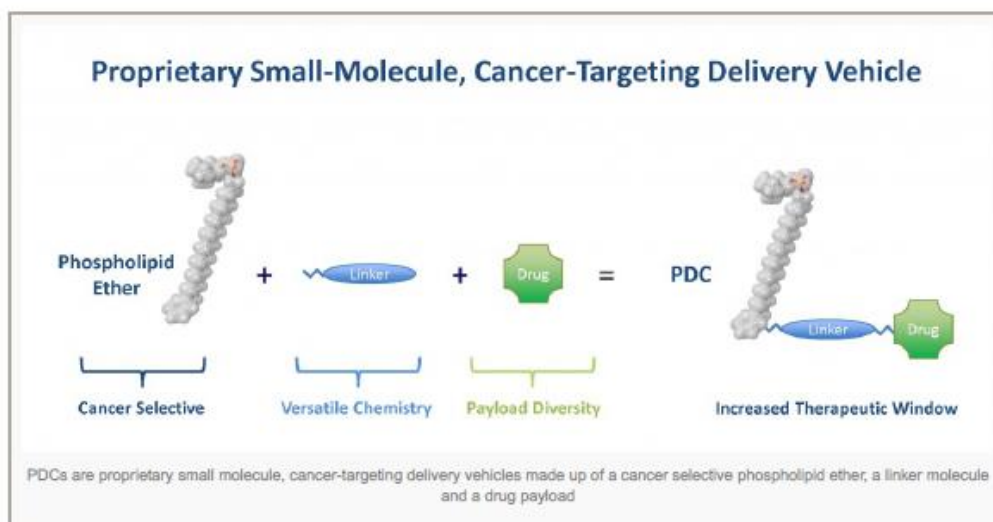 Proprietary Small-Molecule, Cancer-Targeting Delivery Vehicle
Phospholipid
Ether
+
Linker
+
Drug
=
PDC
Linker
Drug
Cancer Selective
Versatile Chemistry
Payload Diversity
Increased Therapeutic Window
PDCs are proprietary small molecule, cancer-targeting delivery vehicles made up of a cancer selective phospholipid ether, a linker molecule
and a drug payload